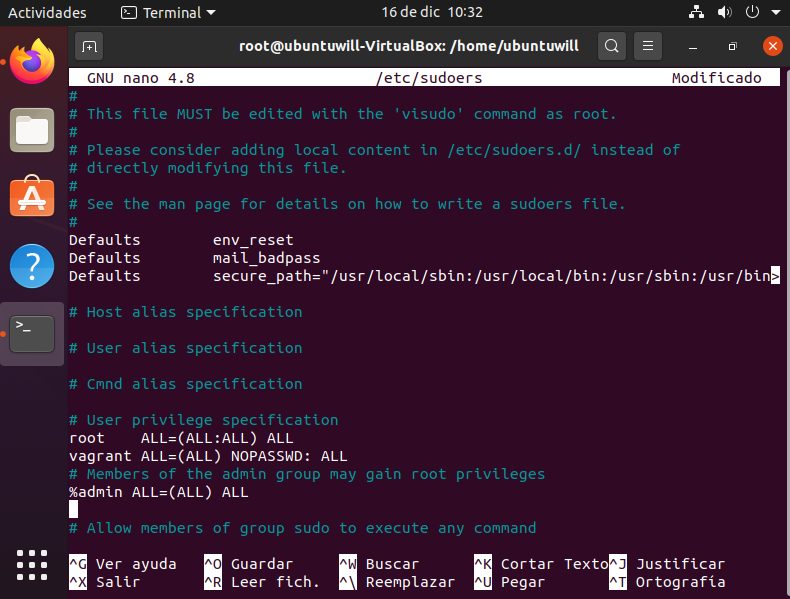 Actividades Terminal 16 de dic 10:32
root@ubuntuwill-VirtualBox: /home/ubuntuwill
GNU nano 4.8 /etc/sudoers Modificado
#
# This file MUST be edited with the 'visudo' command as root.
#
# Please consider adding local content in /etc/sudoers.d/ instead of
# directly modifying this file.
#
# See the man page for details on how to write a sudoers file.
#
Defaults env_reset
Defaults mail_badpass
Defaults secure_path="/usr/local/sbin:/usr/local/bin:/usr/sbin:/usr/bin>
# Host alias specification
# User alias specification
# Cmnd alias specification
# User privilege specification
root ALL=(ALL:ALL) ALL
vagrant ALL=(ALL) NOPASSWD: ALL
# Members of the admin group may gain root privileges
%admin ALL=(ALL) ALL
# Allow members of group sudo to execute any command
^G Ver ayuda ^O Guardar ^W Buscar ^K Cortar Texto ^J Justificar
^X Salir ^R Leer fich. ^\ Reemplazar ^U Pegar ^T Ortografía